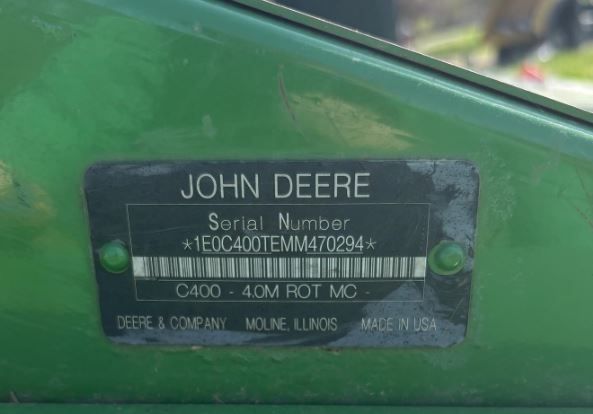 JOHN DEERE
Serial Number
*1E0C400TEMM470294*
C400 - 4.0M ROT MC -
DEERE & COMPANY MOLINE, ILLINOIS MADE IN USA